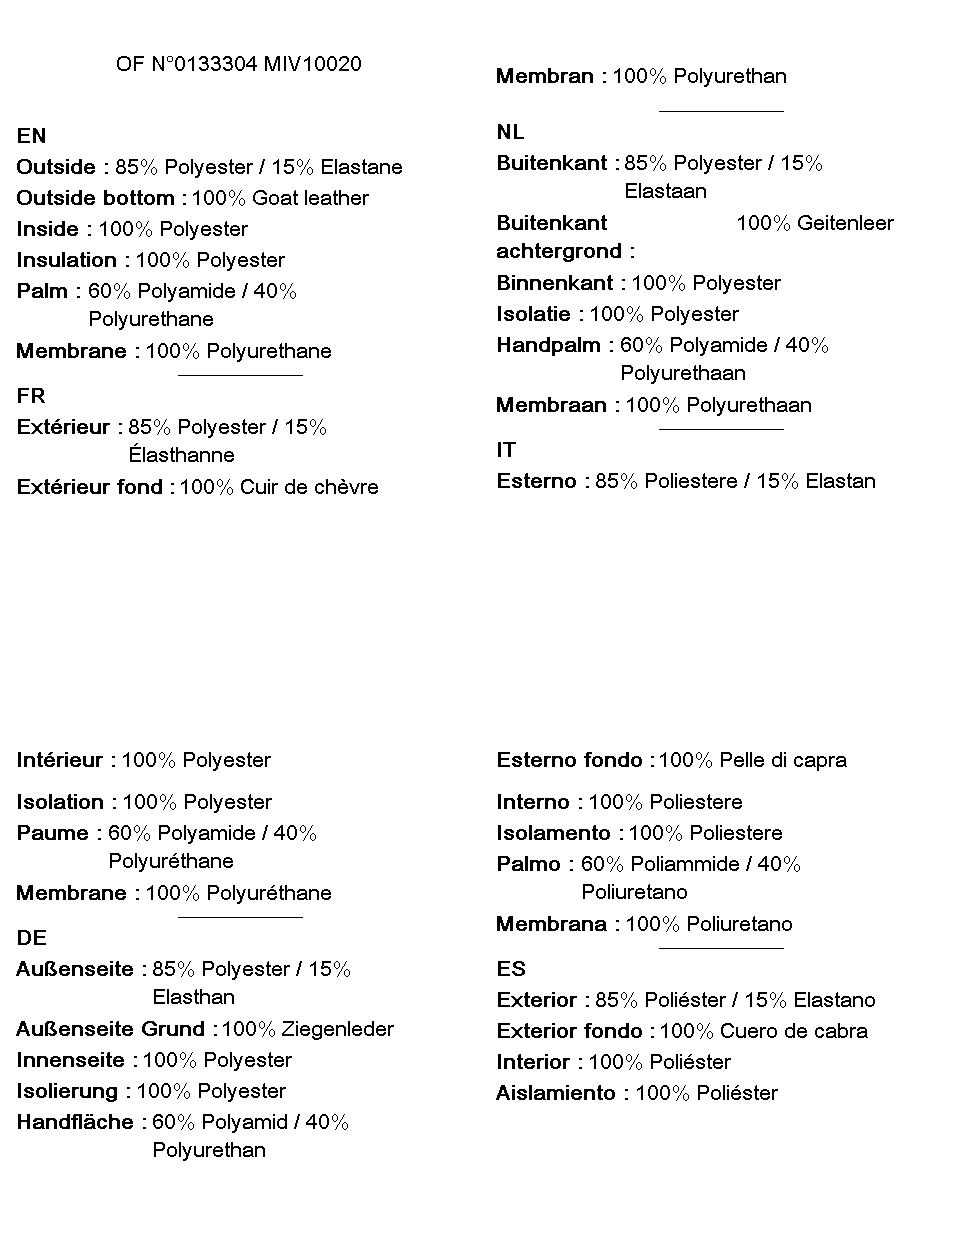 OF N°0133304 MIV10020
EN
Outside : 85% Polyester / 15% Elastane
Outside bottom : 100% Goat leather
Inside : 100% Polyester
Insulation : 100% Polyester
Palm : 60% Polyamide / 40%
Polyurethane
Membrane : 100% Polyurethane
FR
Extérieur : 85% Polyester / 15%
Élasthanne
Extérieur fond : 100% Cuir de chèvre
Intérieur : 100% Polyester
Isolation : 100% Polyester
Paume : 60% Polyamide / 40%
Polyuréthane
Membrane : 100% Polyuréthane
DE
Außenseite : 85% Polyester / 15%
Elasthan
Außenseite Grund : 100% Ziegenleder
Innenseite : 100% Polyester
Isolierung : 100% Polyester
Handfläche : 60% Polyamid / 40%
Polyurethan
Membran : 100% Polyurethan
NL
Buitenkant : 85% Polyester / 15%
Elastaan
Buitenkant 100% Geitenleer
achtergrond :
Binnenkant : 100% Polyester
Isolatie : 100% Polyester
Handpalm : 60% Polyamide / 40%
Polyurethaan
Membraan : 100% Polyurethaan
IT
Esterno : 85% Poliestere / 15% Elastan
Esterno fondo : 100% Pelle di capra
Interno : 100% Poliestere
Isolamento : 100% Poliestere
Palmo : 60% Poliammide / 40%
Poliuretano
Membrana : 100% Poliuretano
ES
Exterior : 85% Poliéster / 15% Elastano
Exterior fondo : 100% Cuero de cabra
Interior : 100% Poliéster
Aislamiento : 100% Poliéster